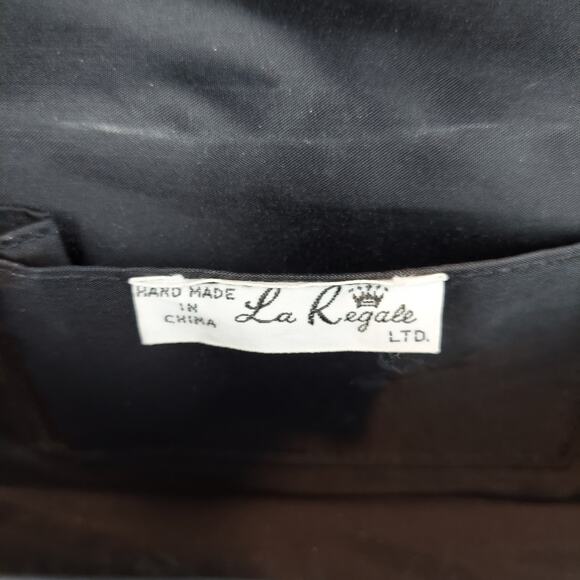 HAND MADE
IN
CHINA
La Regale
LTD.